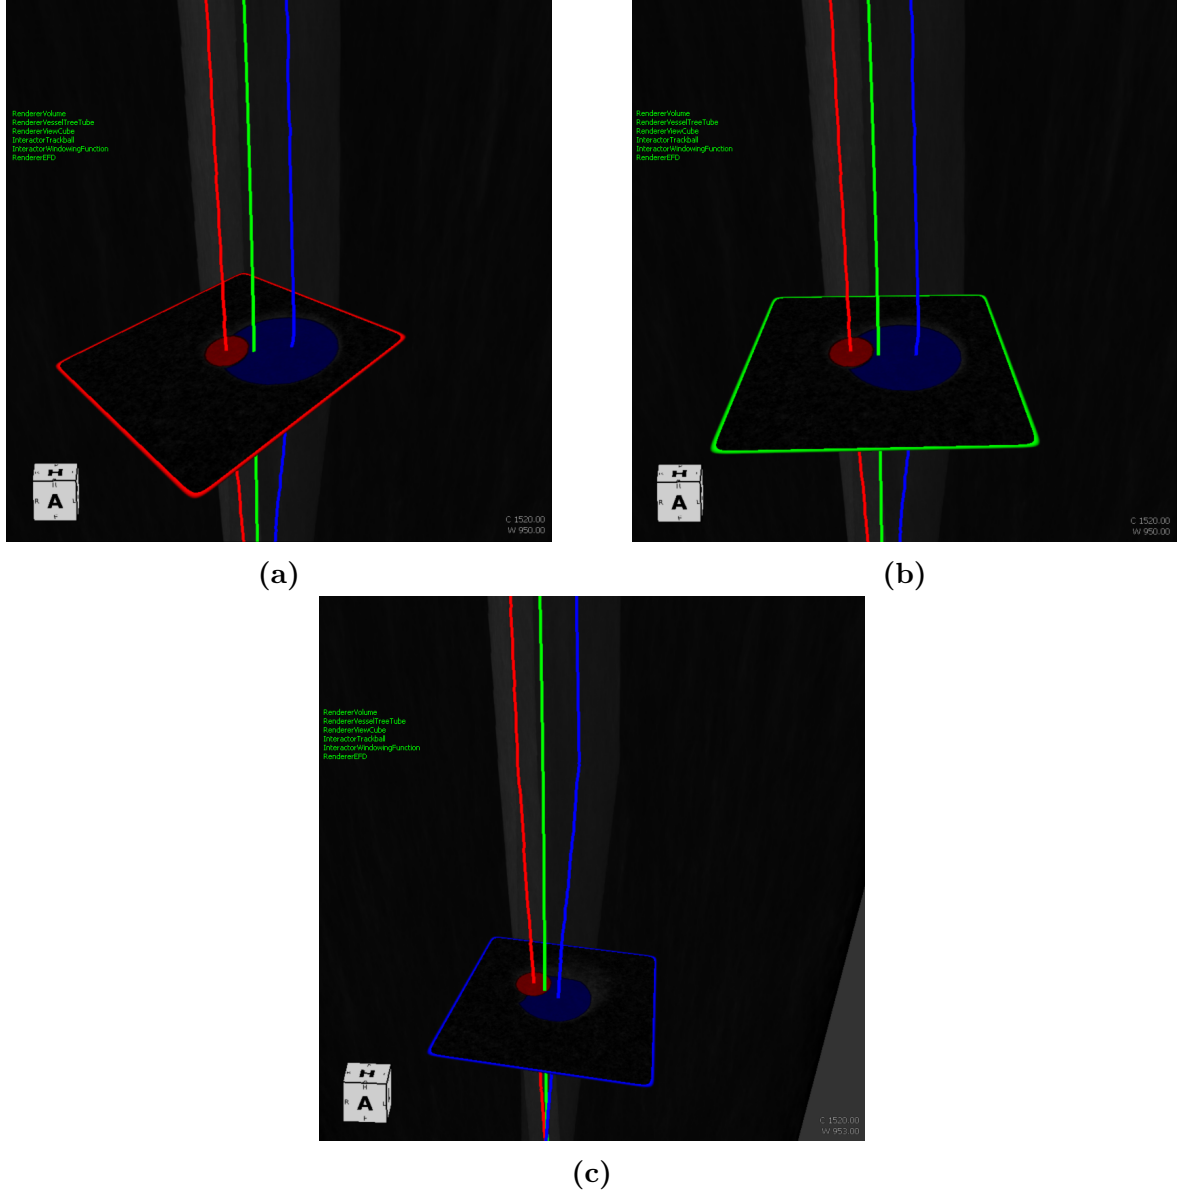 RendererVolume
RendererVesselTreeTube
RendererViewCube
InteractorTrackball
InteractorWindowingFunction
RendererEFD
H
A
R
L
C 1520.00
W 950.00
(a)
RendererVolume
RendererVesselTreeTube
RendererViewCube
InteractorTrackball
InteractorWindowingFunction
RendererEFD
H
A
R
L
C 1520.00
W 950.00
(b)
RendererVolume
RendererVesselTreeTube
RendererViewCube
InteractorTrackball
InteractorWindowingFunction
RendererEFD
H
A
R
L
C 1520.00
W 953.00
(c)